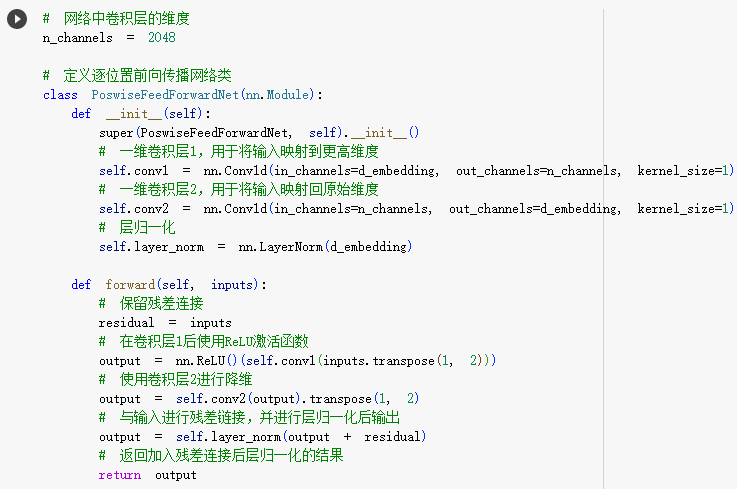 # 网络中卷积层的维度
n_channels = 2048
# 定义逐位置前向传播网络类
class PoswiseFeedForwardNet(nn.Module):
def __init__(self):
super(PoswiseFeedForwardNet, self).__init__()
# 一维卷积层1，用于将输入映射到更高维度
self.conv1 = nn.Conv1d(in_channels=d_embedding, out_channels=n_channels, kernel_size=1)
# 一维卷积层2，用于将输入映射回原始维度
self.conv2 = nn.Conv1d(in_channels=n_channels, out_channels=d_embedding, kernel_size=1)
# 层归一化
self.layer_norm = nn.LayerNorm(d_embedding)
def forward(self, inputs):
# 保留残差连接
residual = inputs
# 在卷积层1后使用ReLU激活函数
output = nn.ReLU()(self.conv1(inputs.transpose(1, 2)))
# 使用卷积层2进行降维
output = self.conv2(output).transpose(1, 2)
# 与输入进行残差链接，并进行层归一化后输出
output = self.layer_norm(output + residual)
# 返回加入残差连接后层归一化的结果
return output